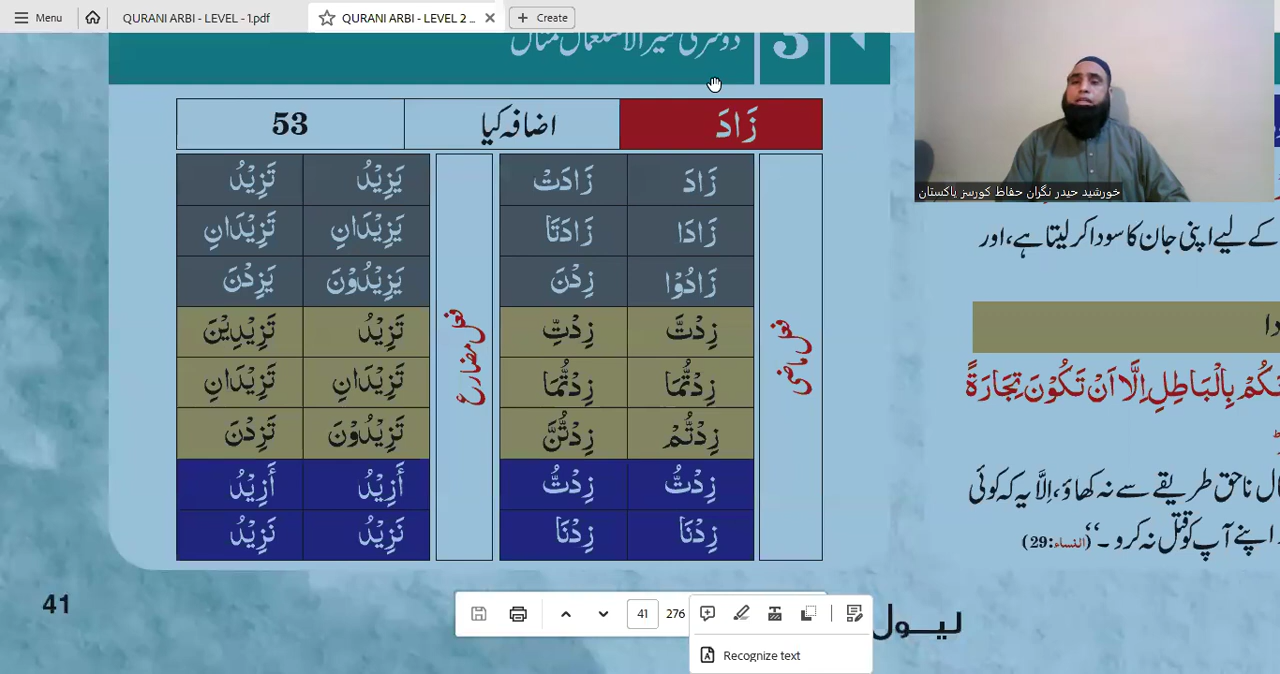 Menu QURANI ARBI - LEVEL - 1.pdf QURANI ARBI - LEVEL 2 ... Create
3 دوسری کثیر الاستعمال مثال
زَادَ اضافہ کیا 53
فعل ماضی
زَادَ زَادَتْ
زَادَا زَادَتَا
زَادُوْا زِدْنَ
زِدْتَّ زِدْتِّ
زِدْتُّمَا زِدْتُّمَا
زِدْتُّمْ زِدْتُّنَّ
زِدْتُّ زِدْتُّ
زِدْنَا زِدْنَا
فعل مضارع
يَزِيْدُ تَزِيْدُ
يَزِيْدَانِ تَزِيْدَانِ
يَزِيْدُوْنَ يَزِدْنَ
تَزِيْدُ تَزِيْدِيْنَ
تَزِيْدَانِ تَزِيْدَانِ
تَزِيْدُوْنَ تَزِدْنَ
أَزِيْدُ أَزِيْدُ
نَزِيْدُ نَزِيْدُ
خورشید حیدر نگران حفاظ کورسز پاکستان
کے لیے اپنی جان کا سودا کر لیتا ہے، اور
بِالْبَاطِلِ اِلَّا اَنْ تَكُوْنَ تِجَارَةً
ناحق طریقے سے نہ کھاؤ، اِلَّا یہ کہ کوئی
اپنے آپ کو قتل نہ کرو۔‘‘ (النساء:29)
41
41 276
لیول
Recognize text